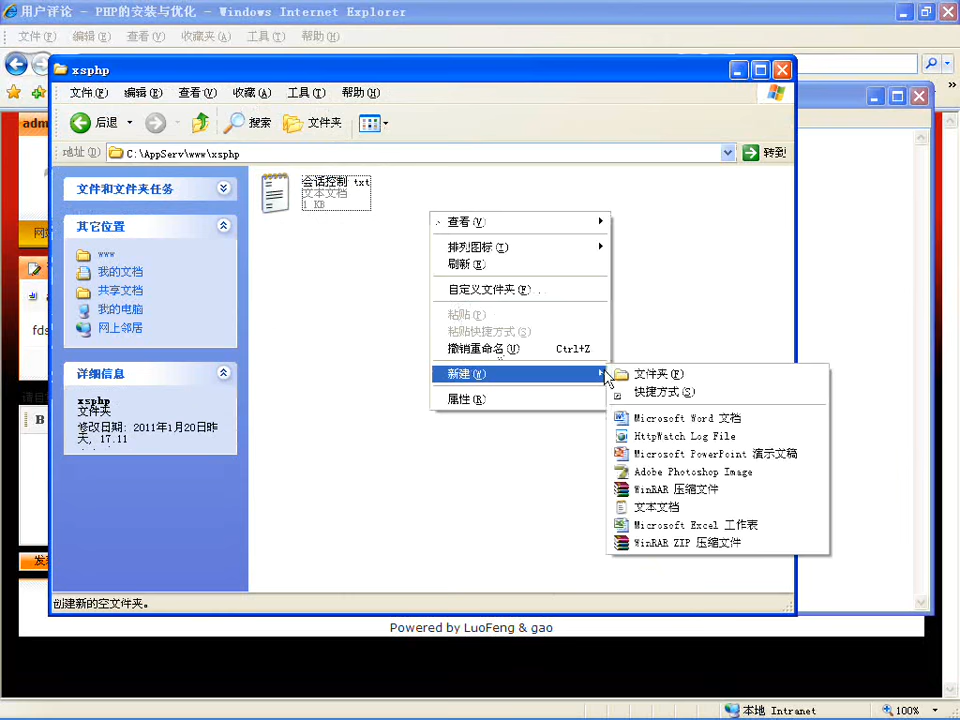 用户评论 - PHP的安装与优化 - Windows Internet Explorer
文件(F) 编辑(E) 查看(V) 收藏夹(A) 工具(T) 帮助(H)
xsphp
文件(F) 编辑(E) 查看(V) 收藏(A) 工具(T) 帮助(H)
后退 搜索 文件夹
地址(D) C:\AppServ\www\xsphp 转到
adm
文件和文件夹任务
会话控制 txt
文本文档
1 KB
其它位置
www
我的文档
共享文档
我的电脑
网上邻居
详细信息
xsphp
文件夹
修改日期: 2011年1月20日昨
天, 17.11
查看(V)
排列图标(I)
刷新(E)
自定义文件夹(F)...
粘贴(P)
粘贴快捷方式(S)
撤销重命名(U) Ctrl+Z
新建(W)
属性(R)
文件夹(F)
快捷方式(S)
Microsoft Word 文档
HttpWatch Log File
Microsoft PowerPoint 演示文稿
Adobe Photoshop Image
WinRAR 压缩文件
文本文档
Microsoft Excel 工作表
WinRAR ZIP 压缩文件
fds
B
创建新的空文件夹。
Powered by LuoFeng & gao
本地 Intranet 100%